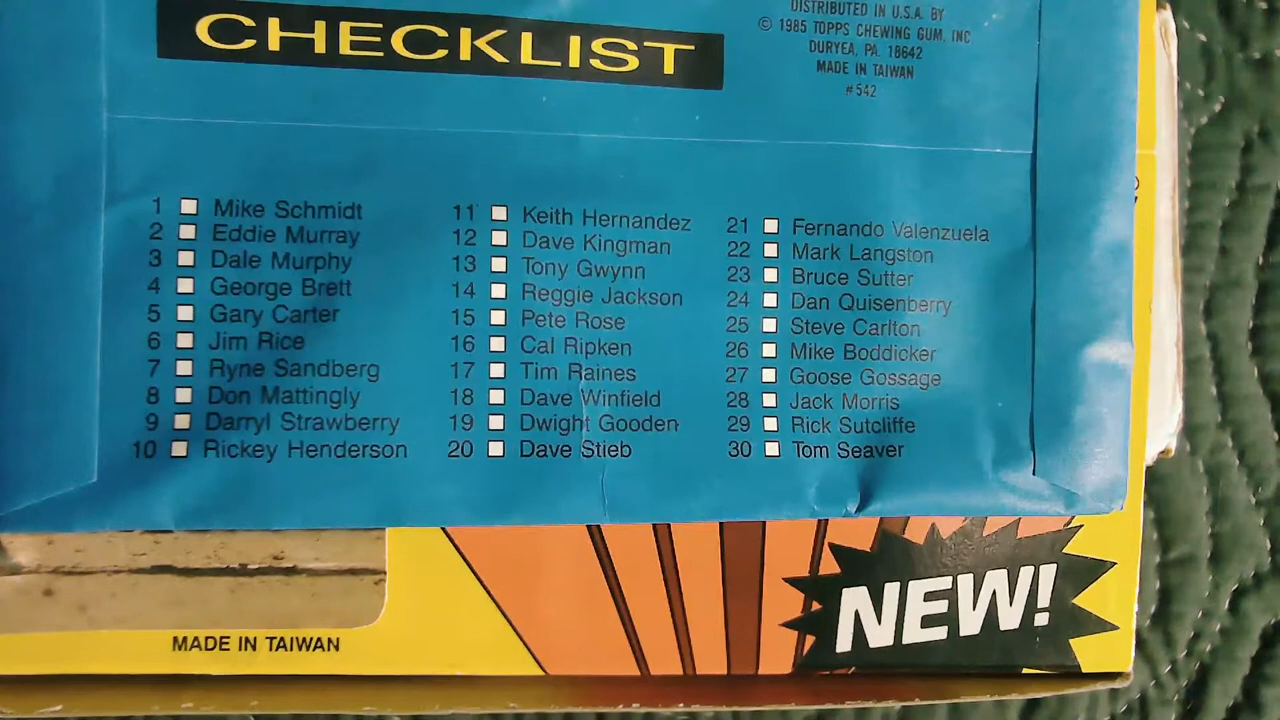 CHECKLIST
DISTRIBUTED IN U.S.A. BY
© 1985 TOPPS CHEWING GUM, INC
DURYEA, PA. 18642
MADE IN TAIWAN
#542
1 Mike Schmidt
2 Eddie Murray
3 Dale Murphy
4 George Brett
5 Gary Carter
6 Jim Rice
7 Ryne Sandberg
8 Don Mattingly
9 Darryl Strawberry
10 Rickey Henderson
11 Keith Hernandez
12 Dave Kingman
13 Tony Gwynn
14 Reggie Jackson
15 Pete Rose
16 Cal Ripken
17 Tim Raines
18 Dave Winfield
19 Dwight Gooden
20 Dave Stieb
21 Fernando Valenzuela
22 Mark Langston
23 Bruce Sutter
24 Dan Quisenberry
25 Steve Carlton
26 Mike Boddicker
27 Goose Gossage
28 Jack Morris
29 Rick Sutcliffe
30 Tom Seaver
MADE IN TAIWAN
NEW!